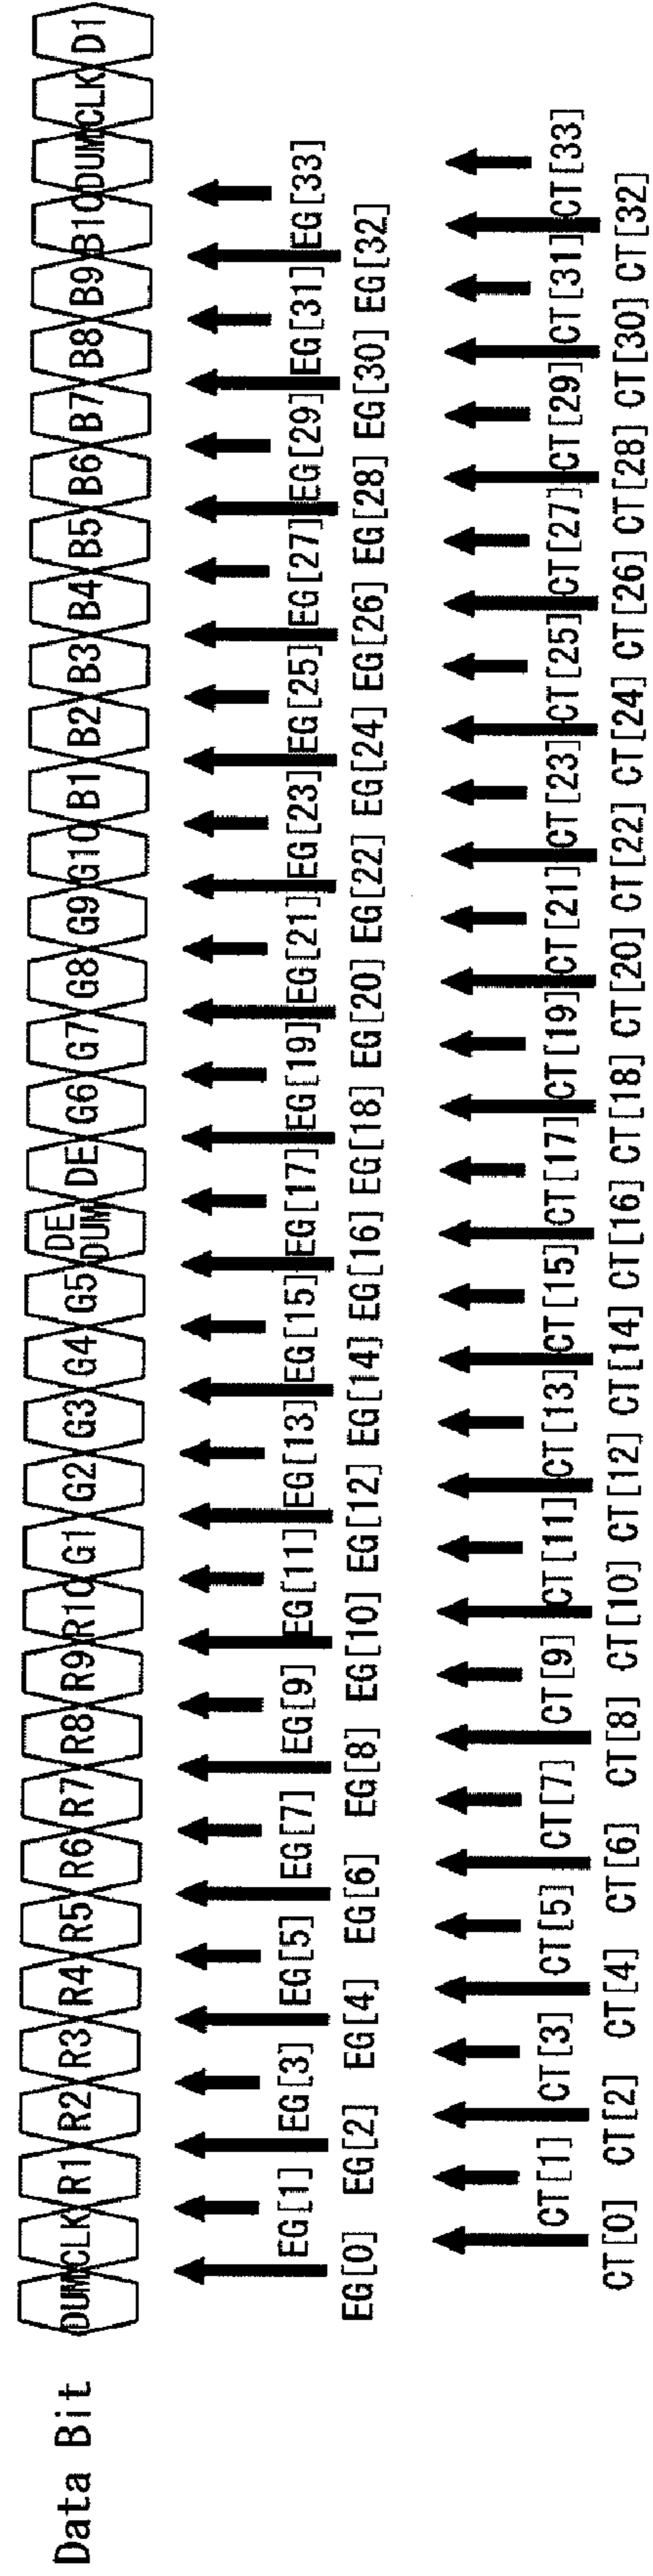 Data Bit DUM CLK R1 R2 R3 R4 R5 R6 R7 R8 R9 R10 G1 G2 G3 G4 G5 DE DUM DE G6 G7 G8 G9 G10 B1 B2 B3 B4 B5 B6 B7 B8 B9 B10 DUM CLK D1
EG[1] EG[3] EG[5] EG[7] EG[9] EG[11] EG[13] EG[15] EG[17] EG[19] EG[21] EG[23] EG[25] EG[27] EG[29] EG[31] EG[33]
EG[0] EG[2] EG[4] EG[6] EG[8] EG[10] EG[12] EG[14] EG[16] EG[18] EG[20] EG[22] EG[24] EG[26] EG[28] EG[30] EG[32]
CT[1] CT[3] CT[5] CT[7] CT[9] CT[11] CT[13] CT[15] CT[17] CT[19] CT[21] CT[23] CT[25] CT[27] CT[29] CT[31] CT[33]
CT[0] CT[2] CT[4] CT[6] CT[8] CT[10] CT[12] CT[14] CT[16] CT[18] CT[20] CT[22] CT[24] CT[26] CT[28] CT[30] CT[32]